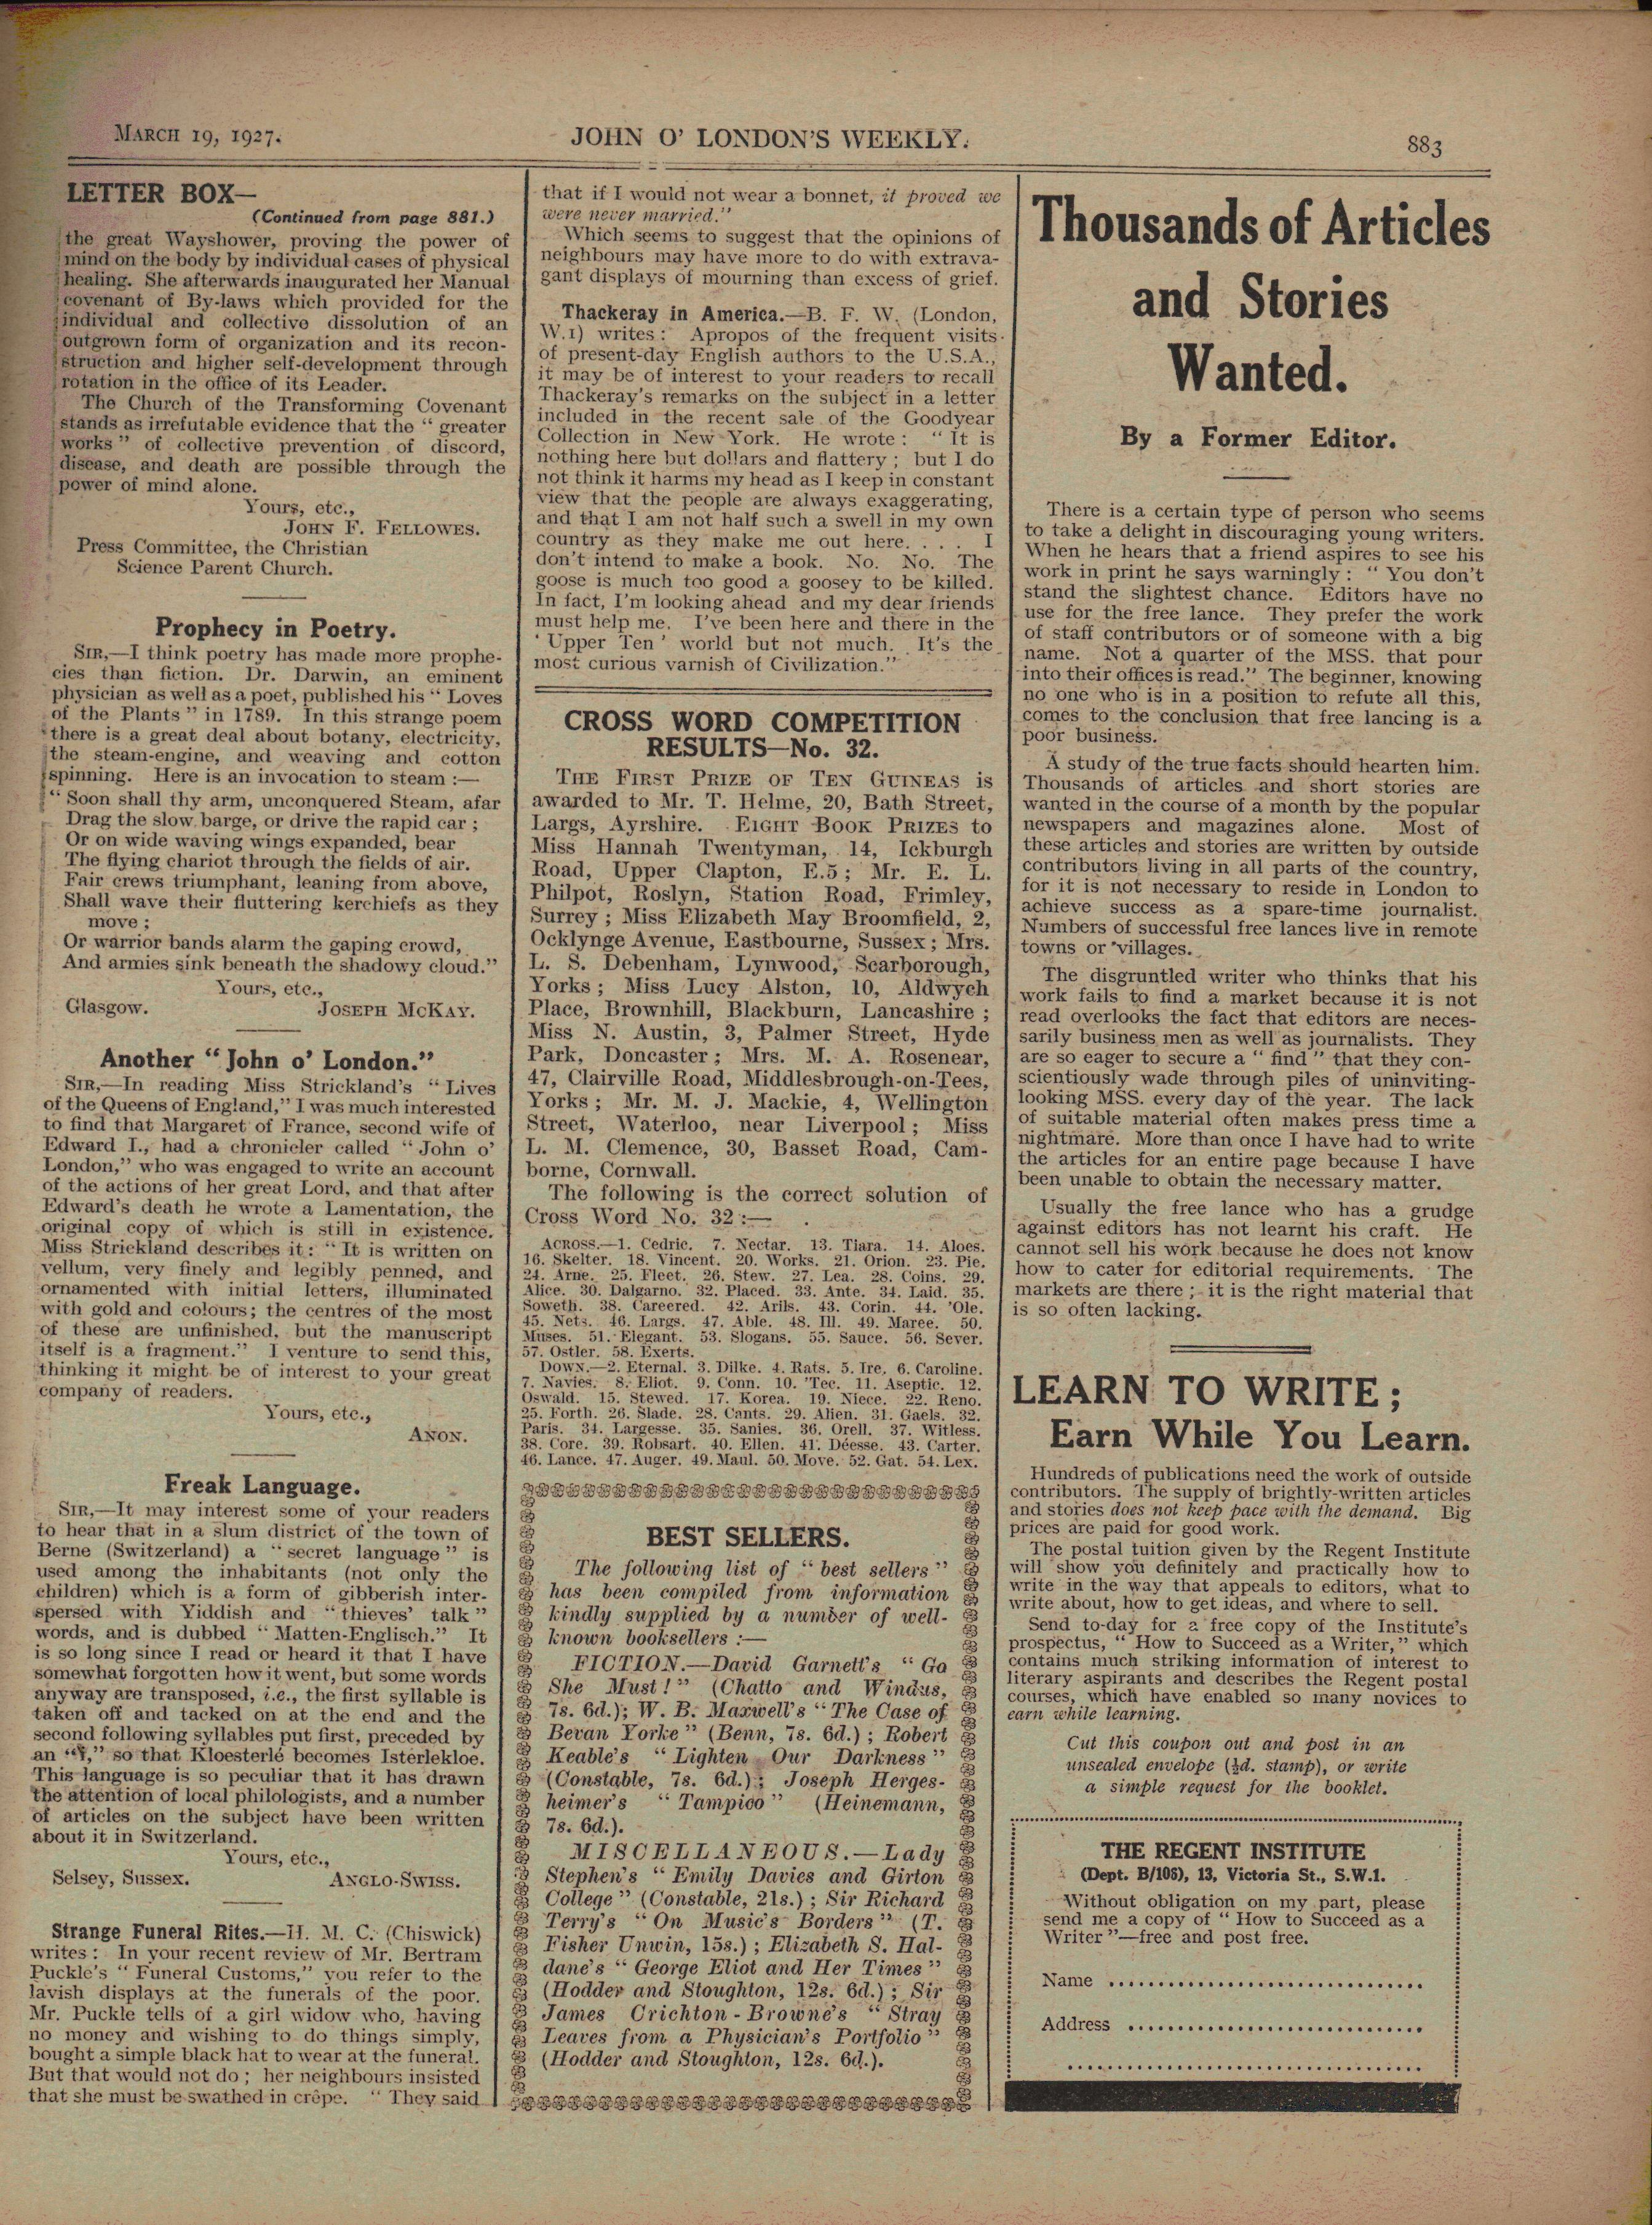 MARCH 19, 1927.
JOHN O' LONDON'S WEEKLY.
883
LETTER BOX—
(Continued from page 881.)
the great Wayshower, proving the power of
mind on the body by individual cases of physical
healing. She afterwards inaugurated her Manual
covenant of By-laws which provided for the
individual and collective dissolution of an
outgrown form of organization and its recon-
struction and higher self-development through
rotation in the office of its Leader.
The Church of the Transforming Covenant
stands as irrefutable evidence that the “ greater
works ” of collective prevention of discord,
disease, and death are possible through the
power of mind alone.
Yours, etc.,
JOHN F. FELLOWES.
Press Committee, the Christian
Science Parent Church.
Prophecy in Poetry.
SIR,—I think poetry has made more prophe-
cies than fiction. Dr. Darwin, an eminent
physician as well as a poet, published his “ Loves
of the Plants ” in 1789. In this strange poem
there is a great deal about botany, electricity,
the steam-engine, and weaving and cotton
spinning. Here is an invocation to steam :—
“ Soon shall thy arm, unconquered Steam, afar
Drag the slow barge, or drive the rapid car ;
Or on wide waving wings expanded, bear
The flying chariot through the fields of air.
Fair crews triumphant, leaning from above,
Shall wave their fluttering kerchiefs as they
move ;
Or warrior bands alarm the gaping crowd,
And armies sink beneath the shadowy cloud.”
Yours, etc.,
Glasgow. JOSEPH MCKAY.
Another “ John o' London.”
SIR,—In reading Miss Strickland's “ Lives
of the Queens of England,” I was much interested
to find that Margaret of France, second wife of
Edward I., had a chronicler called “ John o'
London,” who was engaged to write an account
of the actions of her great Lord, and that after
Edward's death he wrote a Lamentation, the
original copy of which is still in existence.
Miss Strickland describes it : “ It is written on
vellum, very finely and legibly penned, and
ornamented with initial letters, illuminated
with gold and colours; the centres of the most
of these are unfinished, but the manuscript
itself is a fragment.” I venture to send this,
thinking it might be of interest to your great
company of readers.
Yours, etc.,
ANON.
Freak Language.
SIR,—It may interest some of your readers
to hear that in a slum district of the town of
Berne (Switzerland) a “ secret language ” is
used among the inhabitants (not only the
children) which is a form of gibberish inter-
spersed with Yiddish and “ thieves' talk ”
words, and is dubbed “ Matten-Englisch.” It
is so long since I read or heard it that I have
somewhat forgotten how it went, but some words
anyway are transposed, i.e., the first syllable is
taken off and tacked on at the end and the
second following syllables put first, preceded by
an “I,” so that Kloesterlé becomes Isterlekloe.
This language is so peculiar that it has drawn
the attention of local philologists, and a number
of articles on the subject have been written
about it in Switzerland.
Yours, etc.,
Selsey, Sussex. ANGLO-SWISS.
Strange Funeral Rites.—H. M. C. (Chiswick)
writes : In your recent review of Mr. Bertram
Puckle's “ Funeral Customs,” you refer to the
lavish displays at the funerals of the poor.
Mr. Puckle tells of a girl widow who, having
no money and wishing to do things simply,
bought a simple black hat to wear at the funeral.
But that would not do ; her neighbours insisted
that she must be swathed in crêpe. “ They said
that if I would not wear a bonnet, it proved we
were never married.”
Which seems to suggest that the opinions of
neighbours may have more to do with extrava-
gant displays of mourning than excess of grief.
Thackeray in America.—B. F. W. (London,
W.1) writes : Apropos of the frequent visits
of present-day English authors to the U.S.A.,
it may be of interest to your readers to recall
Thackeray's remarks on the subject in a letter
included in the recent sale of the Goodyear
Collection in New York. He wrote : “ It is
nothing here but dollars and flattery ; but I do
not think it harms my head as I keep in constant
view that the people are always exaggerating,
and that I am not half such a swell in my own
country as they make me out here. . . . I
don't intend to make a book. No. No. The
goose is much too good a goosey to be killed.
In fact, I'm looking ahead and my dear friends
must help me. I've been here and there in the
‘ Upper Ten ’ world but not much. It's the
most curious varnish of Civilization.”
CROSS WORD COMPETITION
RESULTS—No. 32.
THE FIRST PRIZE OF TEN GUINEAS is
awarded to Mr. T. Helme, 20, Bath Street,
Largs, Ayrshire. EIGHT BOOK PRIZES to
Miss Hannah Twentyman, 14, Ickburgh
Road, Upper Clapton, E.5 ; Mr. E. L.
Philpot, Roslyn, Station Road, Frimley,
Surrey ; Miss Elizabeth May Broomfield, 2,
Ocklynge Avenue, Eastbourne, Sussex ; Mrs.
L. S. Debenham, Lynwood, Scarborough,
Yorks ; Miss Lucy Alston, 10, Aldwych
Place, Brownhill, Blackburn, Lancashire ;
Miss N. Austin, 3, Palmer Street, Hyde
Park, Doncaster ; Mrs. M. A. Rosenear,
47, Clairville Road, Middlesbrough-on-Tees,
Yorks ; Mr. M. J. Mackie, 4, Wellington
Street, Waterloo, near Liverpool ; Miss
L. M. Clemence, 30, Basset Road, Cam-
borne, Cornwall.
The following is the correct solution of
Cross Word No. 32 :—
ACROSS.—1. Cedric. 7. Nectar. 13. Tiara. 14. Aloes.
16. Skelter. 18. Vincent. 20. Works. 21. Orion. 23. Pie.
24. Arne. 25. Fleet. 26. Stew. 27. Lea. 28. Coins. 29.
Alice. 30. Dalgarno. 32. Placed. 33. Ante. 34. Laid. 35.
Soweth. 38. Careered. 42. Arils. 43. Corin. 44. 'Ole.
45. Nets. 46. Largs. 47. Able. 48. Ill. 49. Maree. 50.
Muses. 51. Elegant. 53. Slogans. 55. Sauce. 56. Sever.
57. Ostler. 58. Exerts.
DOWN.—2. Eternal. 3. Dilke. 4. Rats. 5. Ire. 6. Caroline.
7. Navies. 8. Eliot. 9. Conn. 10. 'Tec. 11. Aseptic. 12.
Oswald. 15. Stewed. 17. Korea. 19. Niece. 22. Reno.
25. Forth. 26. Slade. 28. Cants. 29. Alien. 31. Gaels. 32.
Paris. 34. Largesse. 35. Sanies. 36. Orell. 37. Witless.
38. Core. 39. Robsart. 40. Ellen. 41. Déesse. 43. Carter.
46. Lance. 47. Auger. 49. Maul. 50. Move. 52. Gat. 54. Lex.
BEST SELLERS.
The following list of “ best sellers ”
has been compiled from information
kindly supplied by a number of well-
known booksellers :—
FICTION.—David Garnett's “ Go
She Must ! ” (Chatto and Windus,
7s. 6d.); W. B. Maxwell's “ The Case of
Bevan Yorke ” (Benn, 7s. 6d.) ; Robert
Keable's “ Lighten Our Darkness ”
(Constable, 7s. 6d.) ; Joseph Herges-
heimer's “ Tampico ” (Heinemann,
7s. 6d.).
MISCELLANEOUS.—Lady
Stephen's “ Emily Davies and Girton
College ” (Constable, 21s.) ; Sir Richard
Terry's “ On Music's Borders ” (T.
Fisher Unwin, 15s.) ; Elizabeth S. Hal-
dane's “ George Eliot and Her Times ”
(Hodder and Stoughton, 12s. 6d.) ; Sir
James Crichton-Browne's “ Stray
Leaves from a Physician's Portfolio ”
(Hodder and Stoughton, 12s. 6d.).
Thousands of Articles
and Stories
Wanted.
By a Former Editor.
There is a certain type of person who seems
to take a delight in discouraging young writers.
When he hears that a friend aspires to see his
work in print he says warningly : “ You don't
stand the slightest chance. Editors have no
use for the free lance. They prefer the work
of staff contributors or of someone with a big
name. Not a quarter of the MSS. that pour
into their offices is read.” The beginner, knowing
no one who is in a position to refute all this,
comes to the conclusion that free lancing is a
poor business.
A study of the true facts should hearten him.
Thousands of articles and short stories are
wanted in the course of a month by the popular
newspapers and magazines alone. Most of
these articles and stories are written by outside
contributors living in all parts of the country,
for it is not necessary to reside in London to
achieve success as a spare-time journalist.
Numbers of successful free lances live in remote
towns or villages.
The disgruntled writer who thinks that his
work fails to find a market because it is not
read overlooks the fact that editors are neces-
sarily business men as well as journalists. They
are so eager to secure a “ find ” that they con-
scientiously wade through piles of uninviting-
looking MSS. every day of the year. The lack
of suitable material often makes press time a
nightmare. More than once I have had to write
the articles for an entire page because I have
been unable to obtain the necessary matter.
Usually the free lance who has a grudge
against editors has not learnt his craft. He
cannot sell his work because he does not know
how to cater for editorial requirements. The
markets are there ; it is the right material that
is so often lacking.
LEARN TO WRITE ;
Earn While You Learn.
Hundreds of publications need the work of outside
contributors. The supply of brightly-written articles
and stories does not keep pace with the demand. Big
prices are paid for good work.
The postal tuition given by the Regent Institute
will show you definitely and practically how to
write in the way that appeals to editors, what to
write about, how to get ideas, and where to sell.
Send to-day for a free copy of the Institute's
prospectus, “ How to Succeed as a Writer,” which
contains much striking information of interest to
literary aspirants and describes the Regent postal
courses, which have enabled so many novices to
earn while learning.
Cut this coupon out and post in an
unsealed envelope (½d. stamp), or write
a simple request for the booklet.
THE REGENT INSTITUTE
(Dept. B/106), 13, Victoria St., S.W.1.
Without obligation on my part, please
send me a copy of “ How to Succeed as a
Writer ”—free and post free.
Name ..............................
Address ..............................
..............................